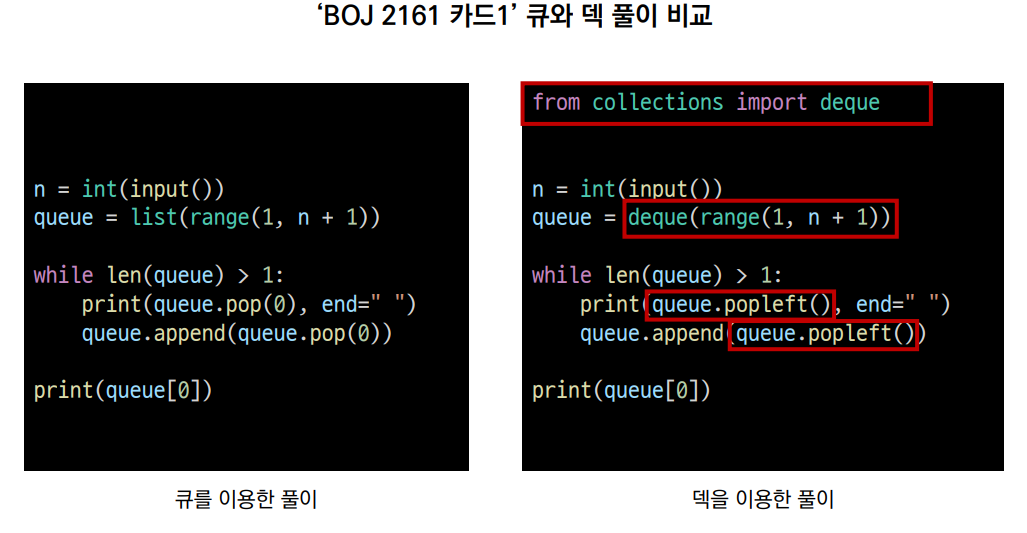 ‘BOJ 2161 카드1’ 큐와 덱 풀이 비교
n = int(input())
queue = list(range(1, n + 1))
while len(queue) > 1:
    print(queue.pop(0), end=" ")
    queue.append(queue.pop(0))
print(queue[0])
큐를 이용한 풀이
from collections import deque
n = int(input())
queue = deque(range(1, n + 1))
while len(queue) > 1:
    print(queue.popleft(), end=" ")
    queue.append(queue.popleft())
print(queue[0])
덱을 이용한 풀이